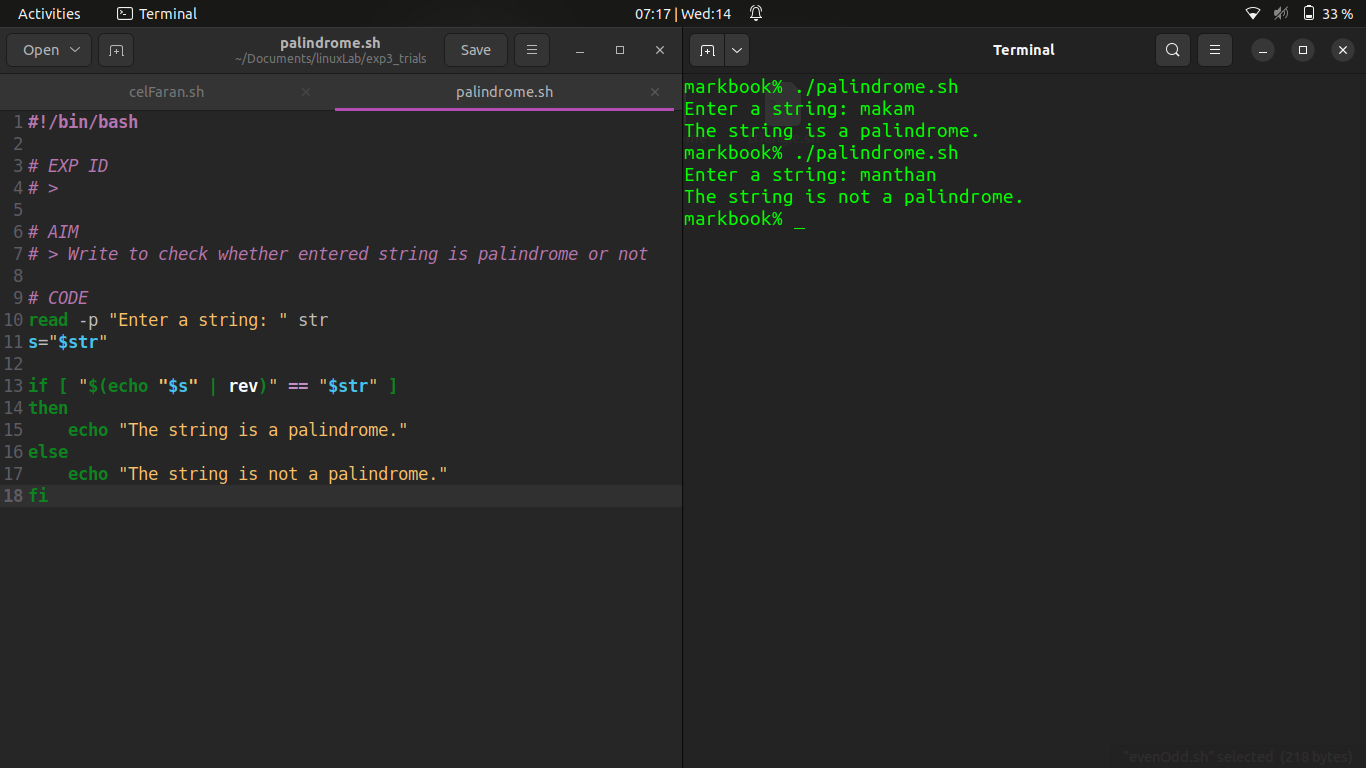 Activities Terminal 07:17 | Wed:14 33 %
Open palindrome.sh Save
~/Documents/linuxLab/exp3_trials
celFaran.sh × palindrome.sh ×
1 #!/bin/bash
2
3 # EXP ID
4 # >
5
6 # AIM
7 # > Write to check whether entered string is palindrome or not
8
9 # CODE
10 read -p "Enter a string: " str
11 s="$str"
12
13 if [ "$(echo "$s" | rev)" == "$str" ]
14 then
15     echo "The string is a palindrome."
16 else
17     echo "The string is not a palindrome."
18 fi
Terminal
markbook% ./palindrome.sh
Enter a string: makam
The string is a palindrome.
markbook% ./palindrome.sh
Enter a string: manthan
The string is not a palindrome.
markbook% _
"evenOdd.sh" selected (218 bytes)